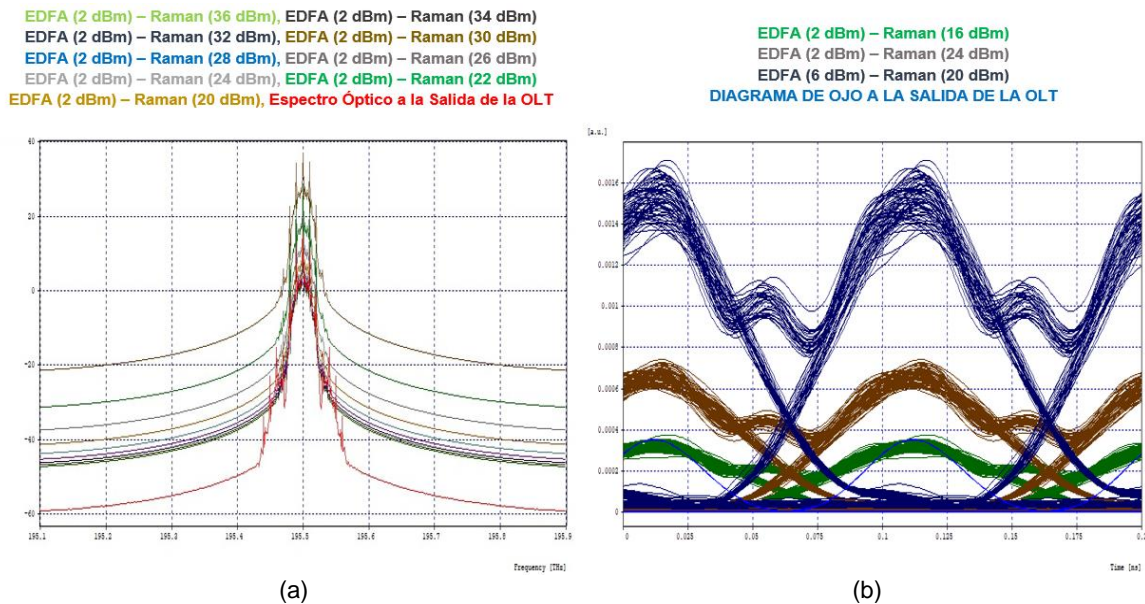 EDFA (2 dBm) – Raman (36 dBm), EDFA (2 dBm) – Raman (34 dBm)
EDFA (2 dBm) – Raman (32 dBm), EDFA (2 dBm) – Raman (30 dBm)
EDFA (2 dBm) – Raman (28 dBm), EDFA (2 dBm) – Raman (26 dBm)
EDFA (2 dBm) – Raman (24 dBm), EDFA (2 dBm) – Raman (22 dBm)
EDFA (2 dBm) – Raman (20 dBm), Espectro Óptico a la Salida de la OLT
40
20
0
-20
-40
-60
195.1 195.2 195.3 195.4 195.5 195.6 195.7 195.8 195.9
Frequency [THz]
(a)
EDFA (2 dBm) – Raman (16 dBm)
EDFA (2 dBm) – Raman (24 dBm)
EDFA (6 dBm) – Raman (20 dBm)
DIAGRAMA DE OJO A LA SALIDA DE LA OLT
[a.u.]
0.0016
0.0014
0.0012
0.001
0.0008
0.0006
0.0004
0.0002
0
0 0.025 0.05 0.075 0.1 0.125 0.15 0.175
Time [ns]
(b)